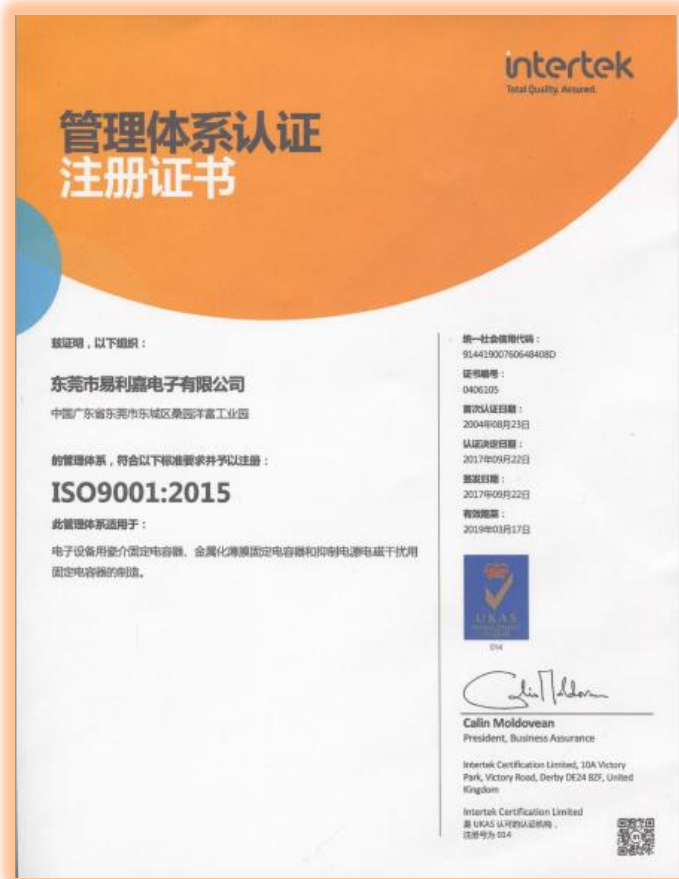 intertek
Total Quality. Assured.
管理体系认证
注册证书
兹证明，以下组织：
东莞市易利嘉电子有限公司
中国广东省东莞市东城区桑园洋富工业园
的管理体系，符合以下标准要求并予以注册：
ISO9001:2015
此管理体系适用于：
电子设备用瓷介固定电容器、金属化薄膜固定电容器和抑制电源电磁干扰用
固定电容器的制造。
统一社会信用代码：
91441900760648408D
证书编号：
0406105
首次认证日期：
2004年08月23日
认证决定日期：
2017年09月22日
签发日期：
2017年09月22日
有效期至：
2019年03月17日
UKAS
014
Calin Moldovean
President, Business Assurance
Intertek Certification Limited, 10A Victory
Park, Victory Road, Derby DE24 8ZF, United
Kingdom
Intertek Certification Limited
是 UKAS 认可的认证机构，
注册号为 014